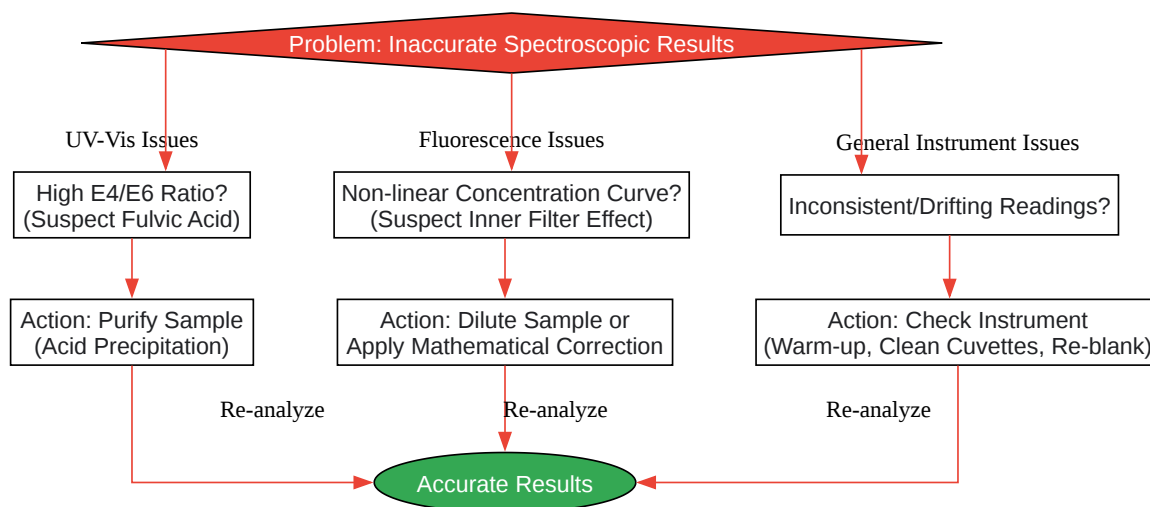 Problem: Inaccurate Spectroscopic Results
UV-Vis Issues
Fluorescence Issues
General Instrument Issues
High E4/E6 Ratio?
(Suspect Fulvic Acid)
Non-linear Concentration Curve?
(Suspect Inner Filter Effect)
Inconsistent/Drifting Readings?
Action: Purify Sample
(Acid Precipitation)
Action: Dilute Sample or
Apply Mathematical Correction
Action: Check Instrument
(Warm-up, Clean Cuvettes, Re-blank)
Re-analyze
Re-analyze
Re-analyze
Accurate Results